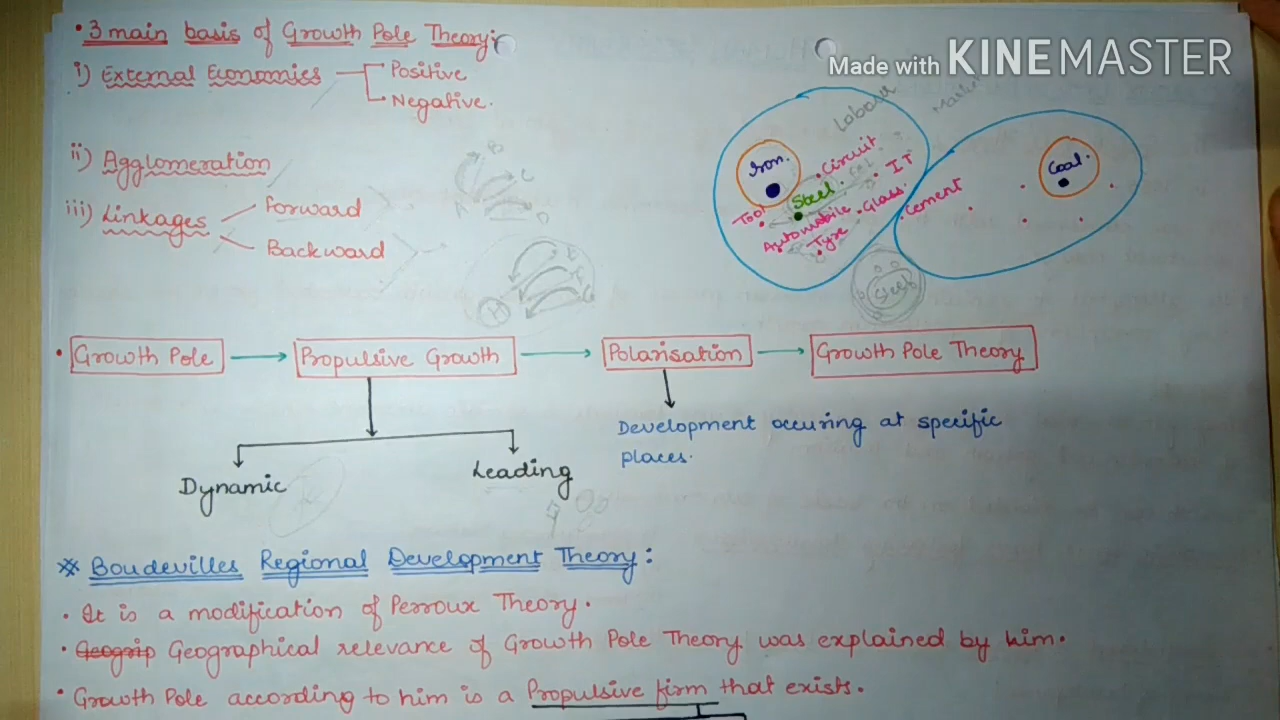 • 3 main basis of Growth Pole Theory:
Made with KINEMASTER
i) External Economics
Positive
Negative.
ii) Agglomeration
iii) Linkages
Forward
Backward
B
C
D
A
Labour
Iron.
Circuit
IT
Steel.
Tool
Automobile
Glass.
Tyre
Cement
Coal.
Steel
• Growth Pole
Propulsive Growth
Polarisation
Growth Pole Theory
Dynamic
Leading
Development occuring at specific
places.
※ Boudevilles Regional Development Theory:
• It is a modification of Perroux Theory.
• Geogrip Geographical relevance of Growth Pole Theory was explained by him.
• Growth Pole according to him is a Propulsive firm that exists.